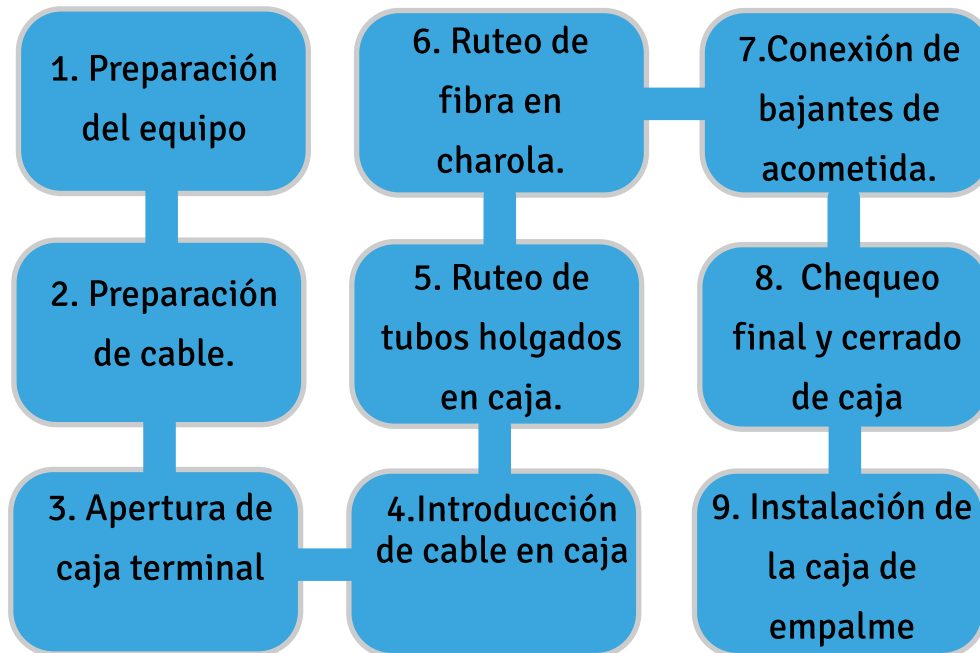 1. Preparación
del equipo
2. Preparación
de cable.
3. Apertura de
caja terminal
4.Introducción
de cable en caja
5. Ruteo de
tubos holgados
en caja.
6. Ruteo de
fibra en
charola.
7.Conexión de
bajantes de
acometida.
8. Chequeo
final y cerrado
de caja
9. Instalación de
la caja de
empalme